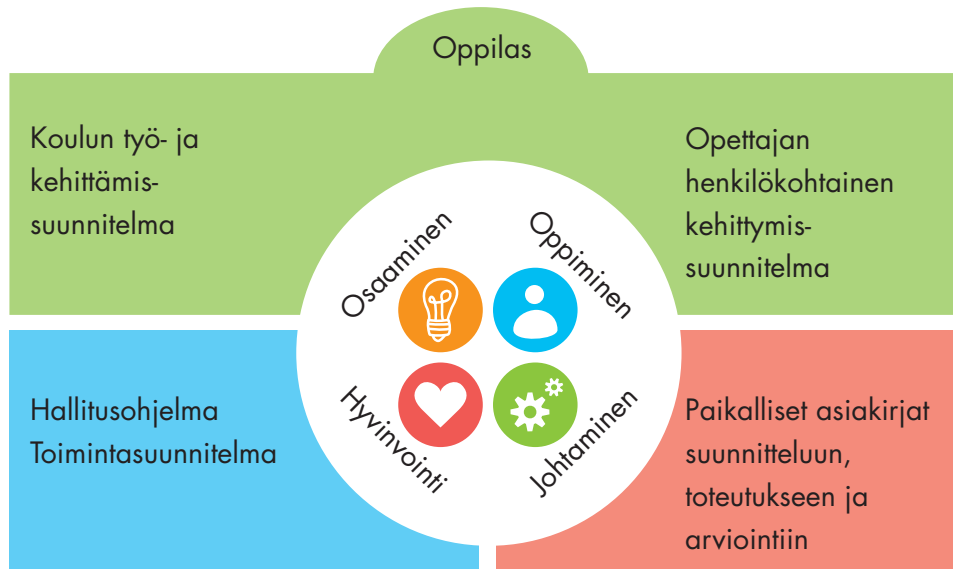 Oppilas
Koulun työ- ja
kehittämis-
suunnitelma
Opettajan
henkilökohtainen
kehittymis-
suunnitelma
Osaaminen
Oppiminen
Hyvinvointi
Johtaminen
Hallitusohjelma
Toimintasuunnitelma
Paikalliset asiakirjat
suunnitteluun,
toteutukseen ja
arviointiin